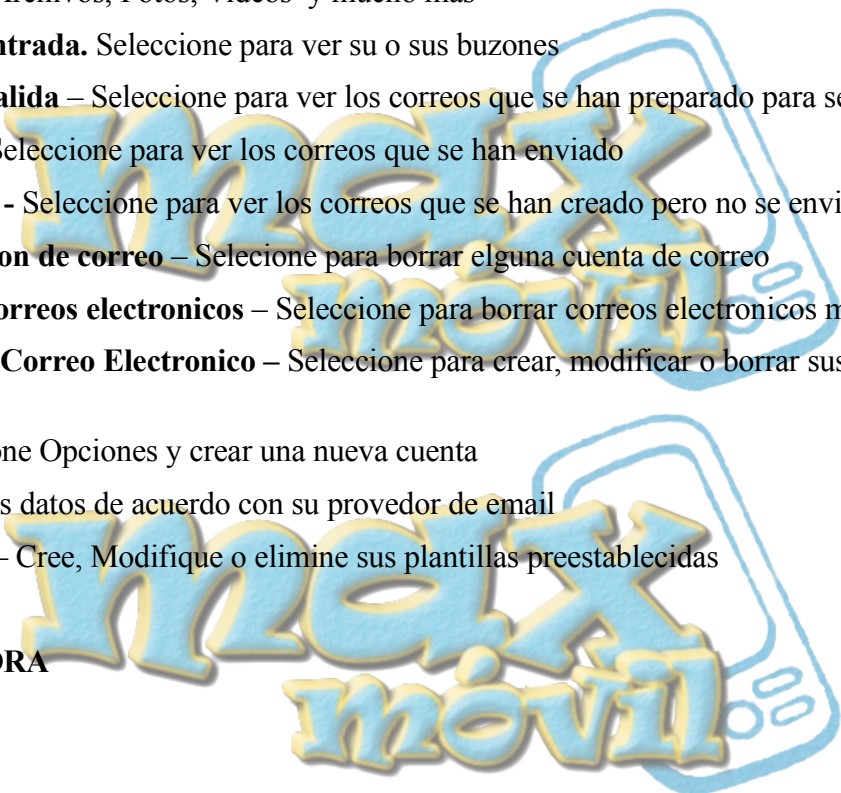 Archivos, Fotos, Videos y mucho más
ntrada. Seleccione para ver su o sus buzones
alida – Seleccione para ver los correos que se han preparado para se
Seleccione para ver los correos que se han enviado
- Seleccione para ver los correos que se han creado pero no se envi
on de correo – Selecione para borrar elguna cuenta de correo
orreos electronicos – Seleccione para borrar correos electronicos m
Correo Electronico – Seleccione para crear, modificar o borrar sus
ne Opciones y crear una nueva cuenta
s datos de acuerdo con su provedor de email
– Cree, Modifique o elimine sus plantillas preestablecidas
ORA
max
móvil
max
móvil